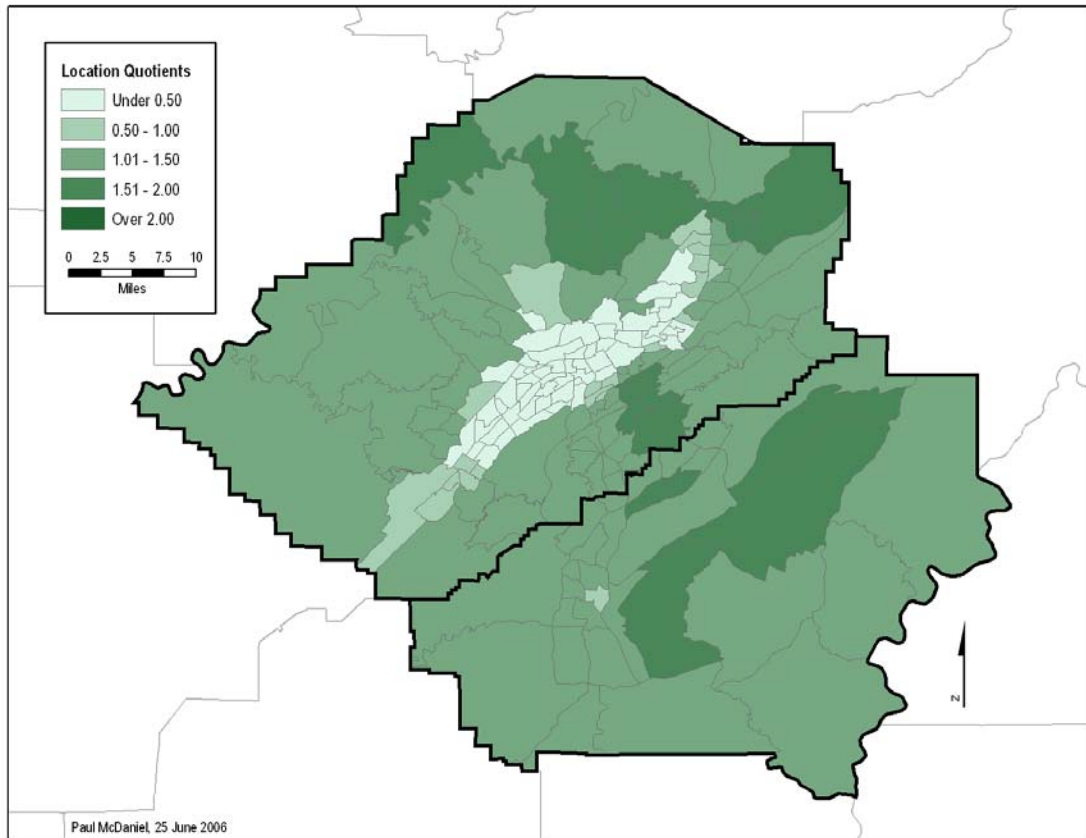 Location Quotients
Under 0.50
0.50 - 1.00
1.01 - 1.50
1.51 - 2.00
Over 2.00
0 2.5 5 7.5 10
Miles
N
Paul McDaniel, 25 June 2006